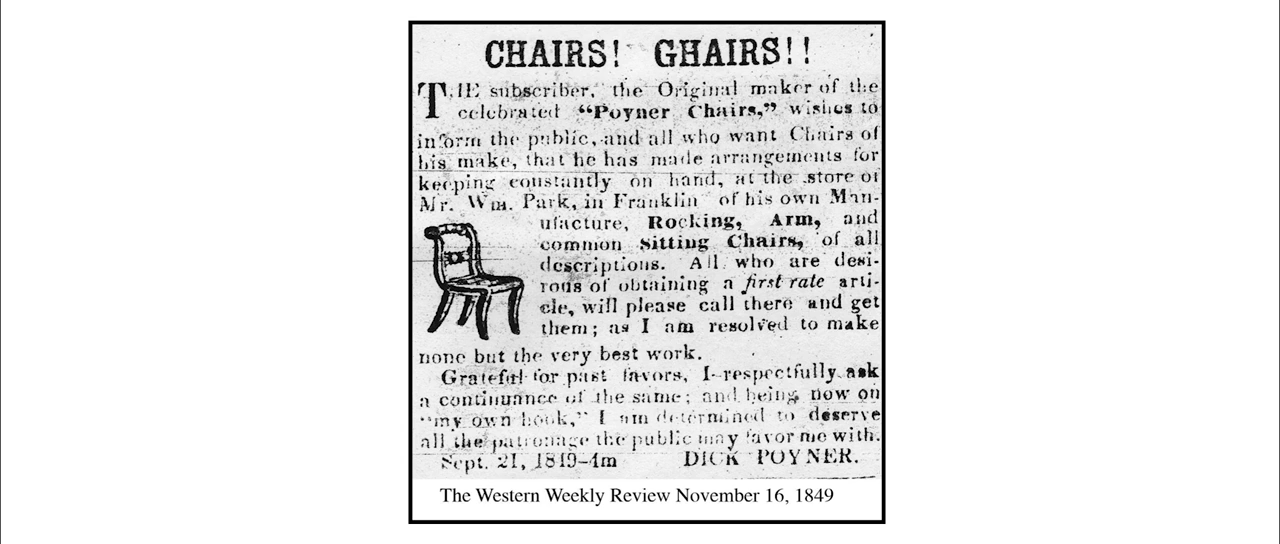 CHAIRS! GHAIRS!!
THE subscriber, the Original maker of the
celebrated “Poyner Chairs,” wishes to
inform the public, and all who want Chairs of
his make, that he has made arrangements for
keeping constantly on hand, at the store of
Mr. Wm. Park, in Franklin of his own Man-
ufacture, Rocking, Arm, and
common Sitting Chairs, of all
descriptions. All who are desi-
rous of obtaining a first rate arti-
cle, will please call there and get
them; as I am resolved to make
none but the very best work.
Grateful for past favors, I respectfully ask
a continuance of the same; and being now on
“my own hook,” I am determined to deserve
all the patronage the public may favor me with.
Sept. 21, 1849-4m DICK POYNER.
The Western Weekly Review November 16, 1849